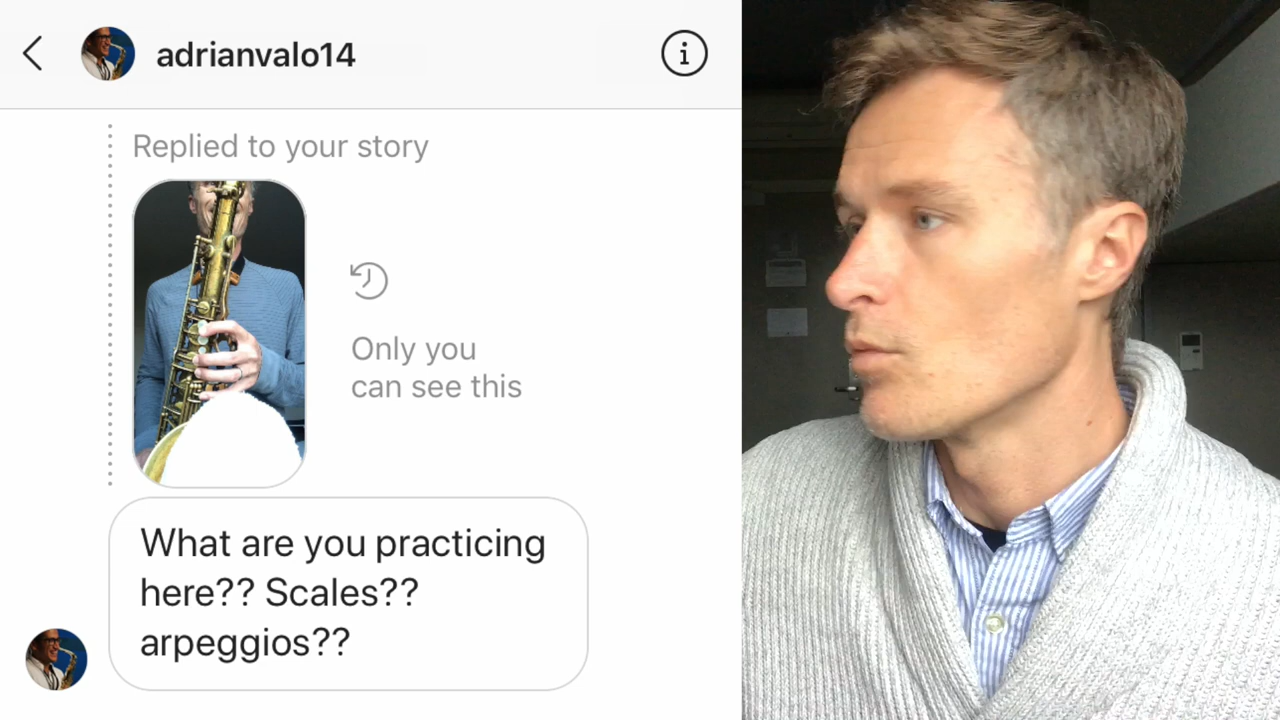 adrianvalo14
Replied to your story
Only you
can see this
What are you practicing
here?? Scales??
arpeggios??